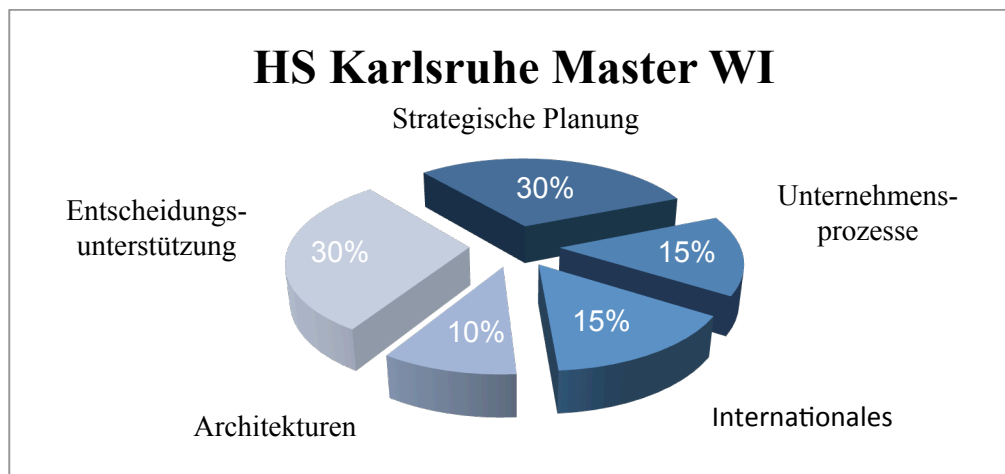 HS Karlsruhe Master WI
Strategische Planung
30%
Unternehmens-
prozesse
15%
Entscheidungs-
unterstützung
30%
10%
15%
Architekturen
Internationales